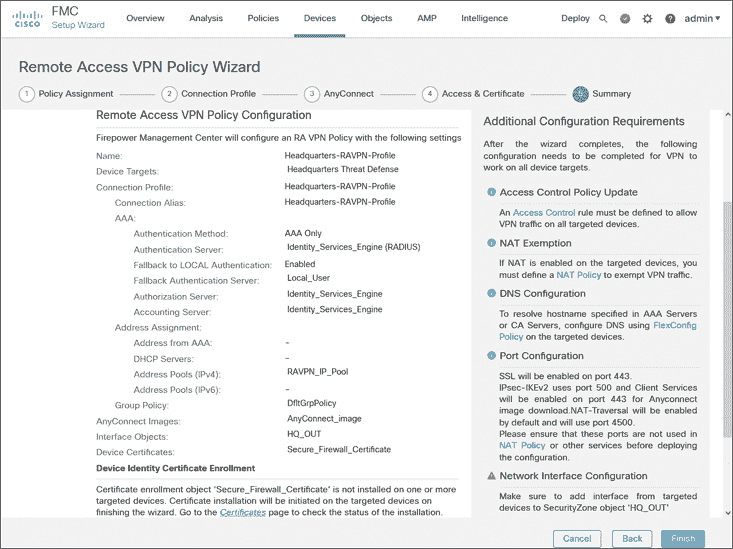 CISCO
FMC
Setup Wizard
Overview
Analysis
Policies
Devices
Objects
AMP
Intelligence
Deploy
admin
Remote Access VPN Policy Wizard
1 Policy Assignment
2 Connection Profile
3 AnyConnect
4 Access & Certificate
5 Summary
Remote Access VPN Policy Configuration
Firepower Management Center will configure an RA VPN Policy with the following settings
Name: Headquarters-RAVPN-Profile
Device Targets: Headquarters Threat Defense
Connection Profile: Headquarters-RAVPN-Profile
Connection Alias: Headquarters-RAVPN-Profile
AAA:
Authentication Method: AAA Only
Authentication Server: Identity_Services_Engine (RADIUS)
Fallback to LOCAL Authentication: Enabled
Fallback Authentication Server: Local_User
Authorization Server: Identity_Services_Engine
Accounting Server: Identity_Services_Engine
Address Assignment:
Address from AAA: -
DHCP Servers: -
Address Pools (IPv4): RAVPN_IP_Pool
Address Pools (IPv6): -
Group Policy: DfltGrpPolicy
AnyConnect Images: AnyConnect_image
Interface Objects: HQ_OUT
Device Certificates: Secure_Firewall_Certificate
Device Identity Certificate Enrollment
Certificate enrollment object 'Secure_Firewall_Certificate' is not installed on one or more
targeted devices. Certificate installation will be initiated on the targeted devices on
finishing the wizard. Go to the Certificates page to check the status of the installation.
Additional Configuration Requirements
After the wizard completes, the following
configuration needs to be completed for VPN to
work on all device targets.
Access Control Policy Update
An Access Control rule must be defined to allow
VPN traffic on all targeted devices.
NAT Exemption
If NAT is enabled on the targeted devices, you
must define a NAT Policy to exempt VPN traffic.
DNS Configuration
To resolve hostname specified in AAA Servers
or CA Servers, configure DNS using FlexConfig
Policy on the targeted devices.
Port Configuration
SSL will be enabled on port 443.
IPsec-IKEv2 uses port 500 and Client Services
will be enabled on port 443 for Anyconnect
image download.NAT-Traversal will be enabled
by default and will use port 4500.
Please ensure that these ports are not used in
NAT Policy or other services before deploying
the configuration.
Network Interface Configuration
Make sure to add interface from targeted
devices to SecurityZone object 'HQ_OUT'
Cancel
Back
Finish